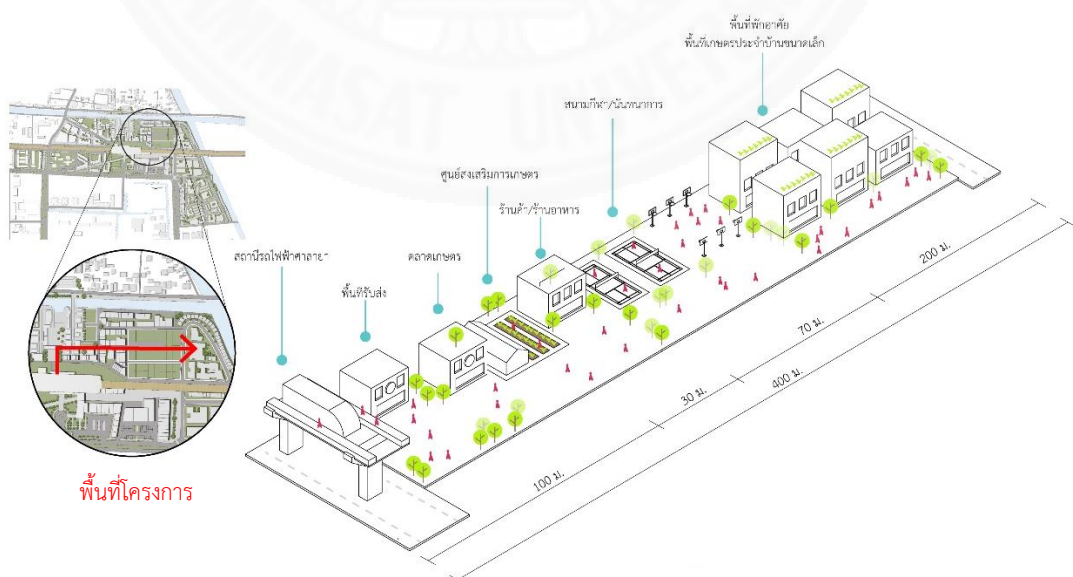 พื้นที่พักอาศัย
พื้นที่เกษตรประจำบ้านขนาดเล็ก
สนามกีฬา/นันทนาการ
ศูนย์ส่งเสริมการเกษตร
ร้านค้า/ร้านอาหาร
สถานีรถไฟฟ้าศาลายา
ตลาดเกษตร
พื้นที่รับส่ง
200 ม.
70 ม.
400 ม.
30 ม.
100 ม.
พื้นที่โครงการ